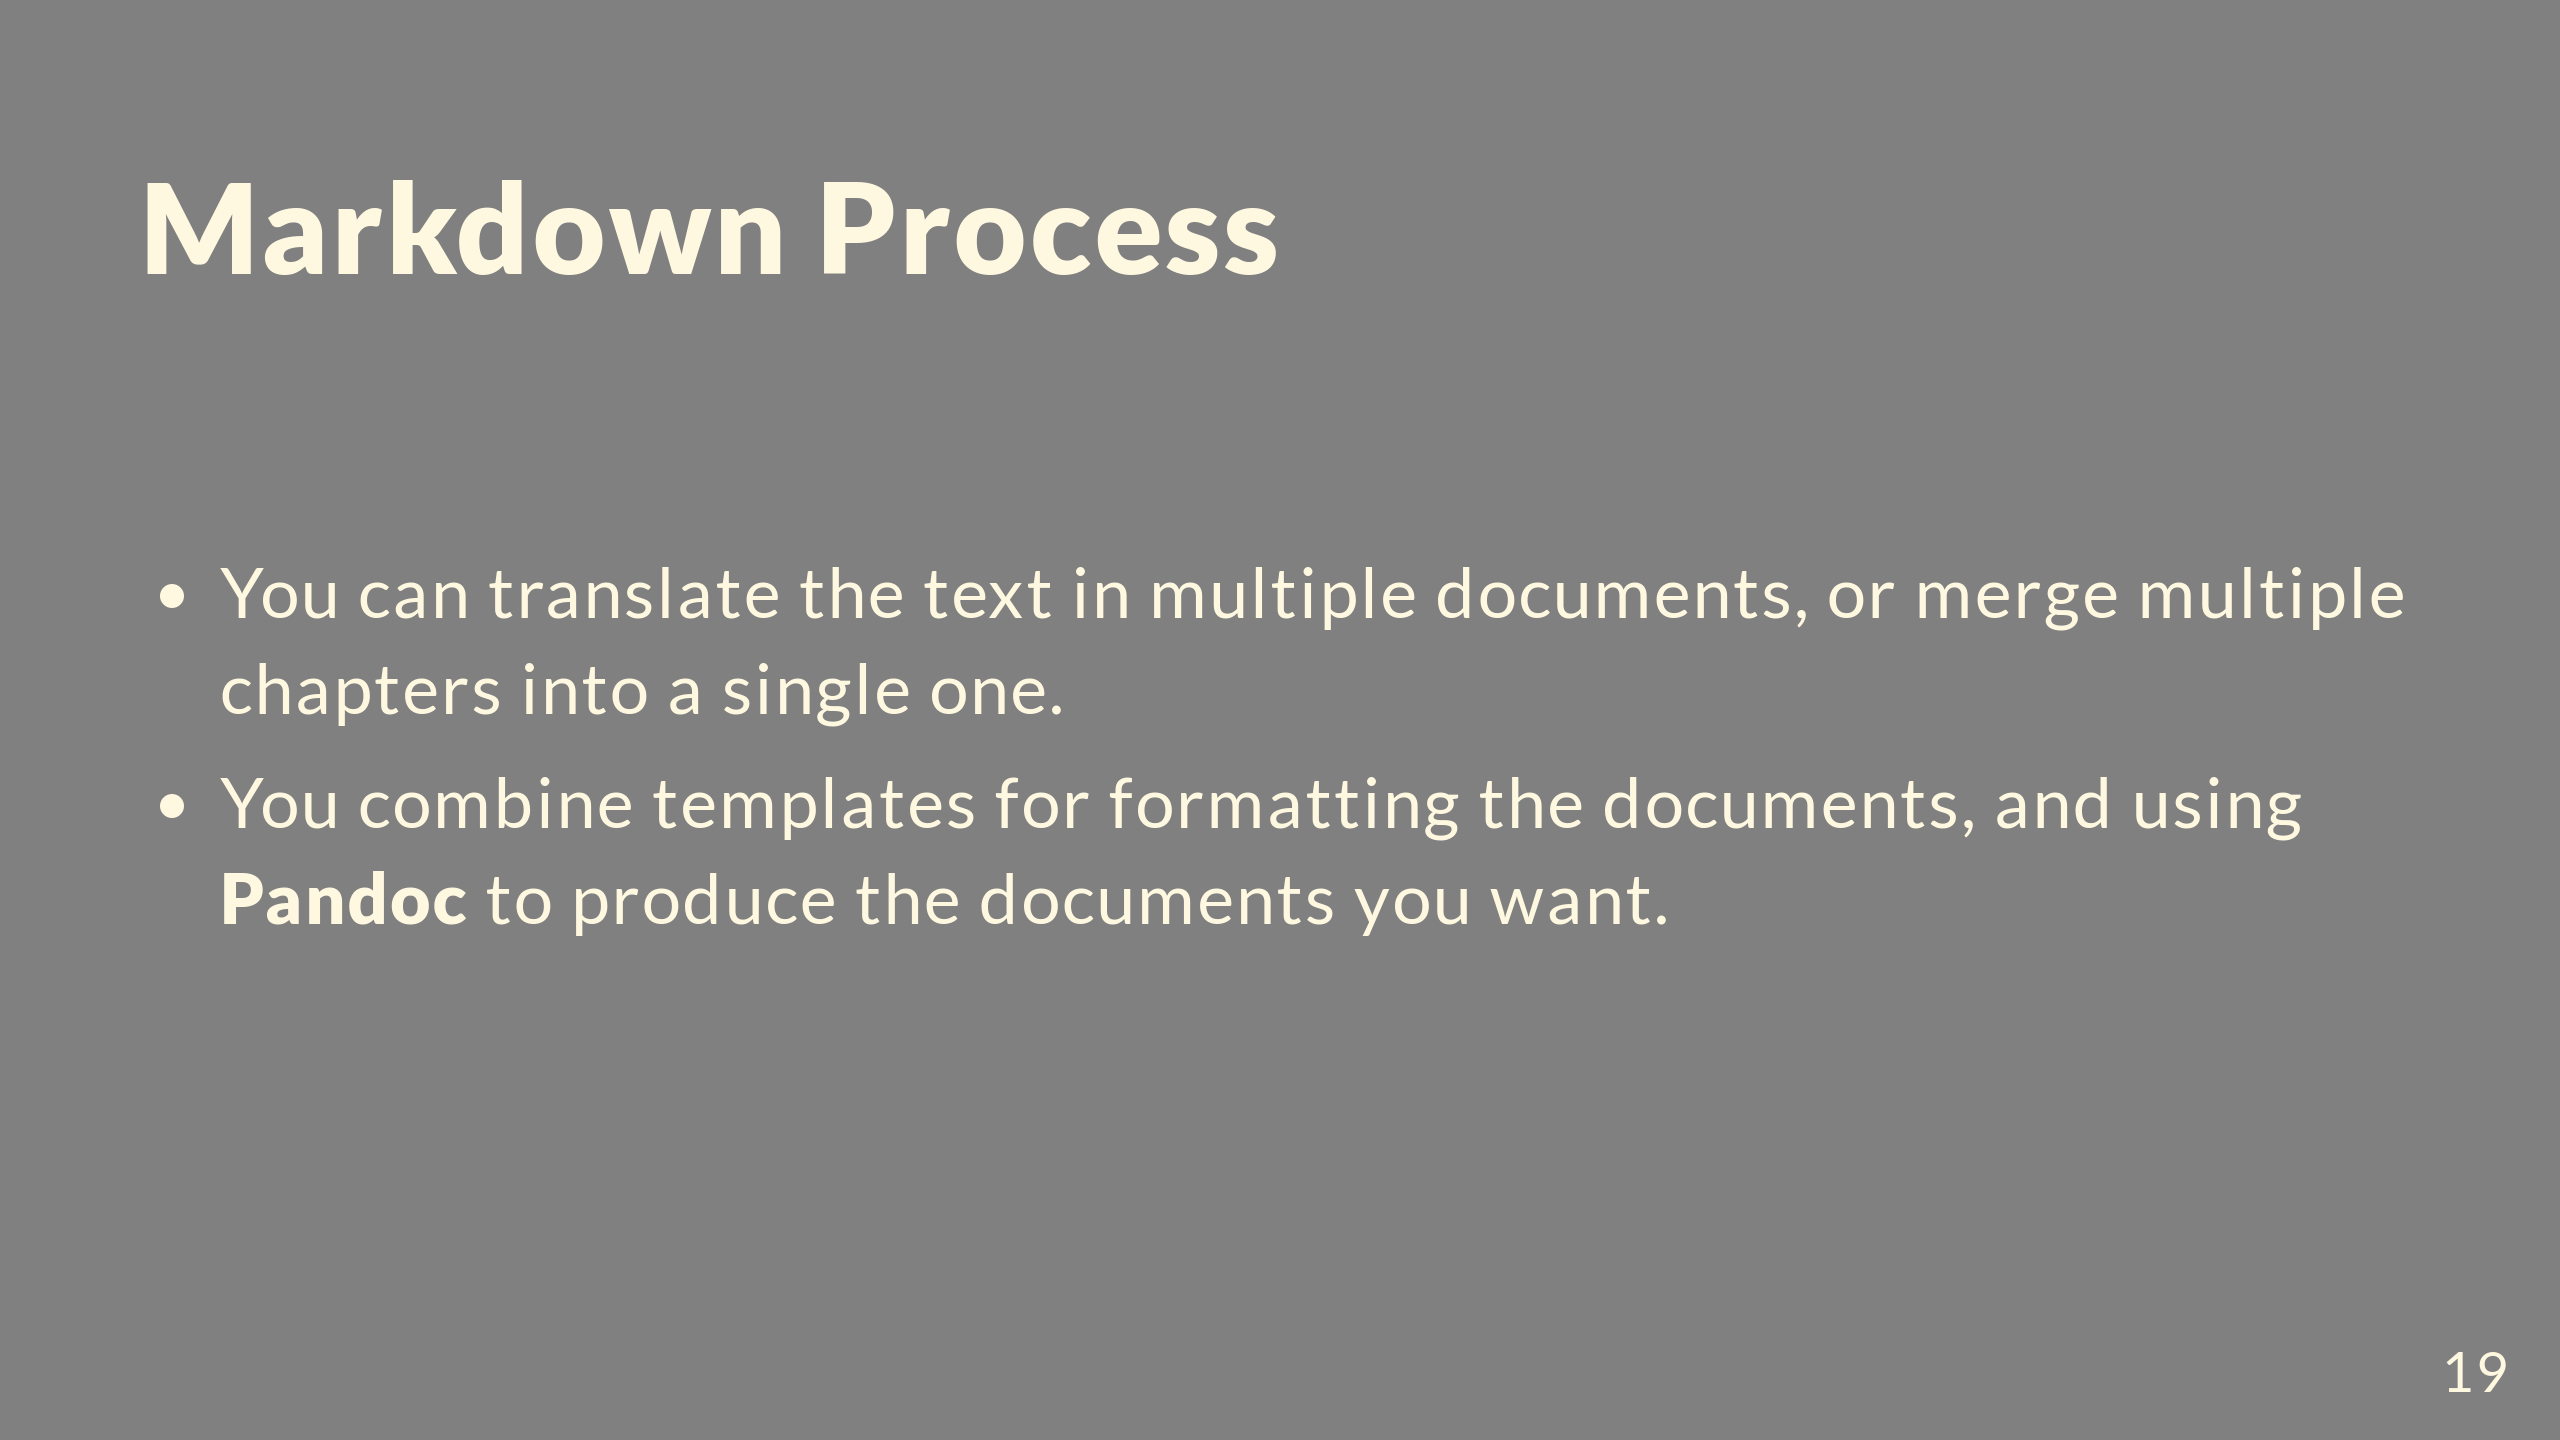 Markdown Process
• You can translate the text in multiple documents, or merge multiple
chapters into a single one.
• You combine templates for formatting the documents, and using
Pandoc to produce the documents you want.
19